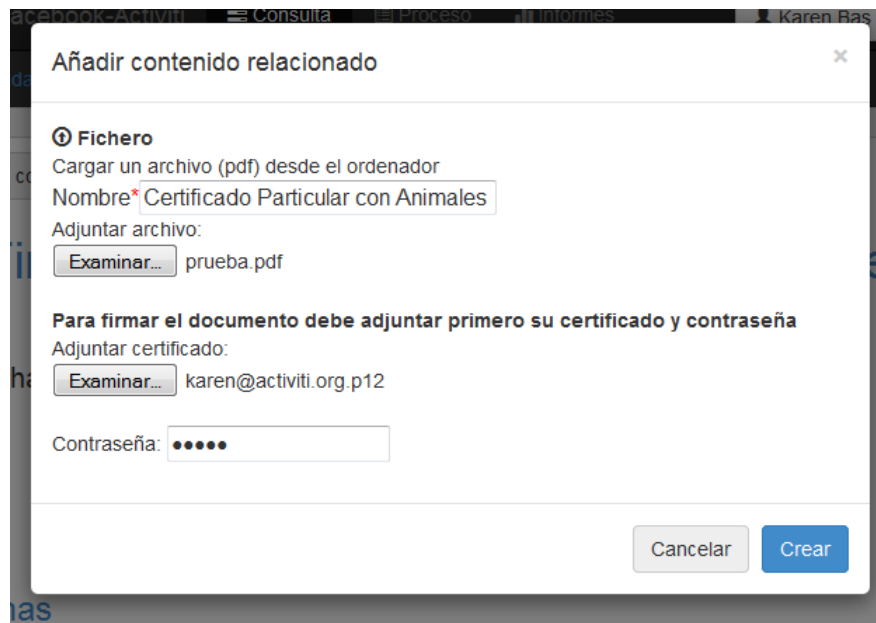 Consulta Proceso Informes Karen Bas
Añadir contenido relacionado ×
Fichero
Cargar un archivo (pdf) desde el ordenador
Nombre* Certificado Particular con Animales
Adjuntar archivo:
Examinar... prueba.pdf
Para firmar el documento debe adjuntar primero su certificado y contraseña
Adjuntar certificado:
Examinar... karen@activiti.org.p12
Contraseña: •••••
Cancelar Crear